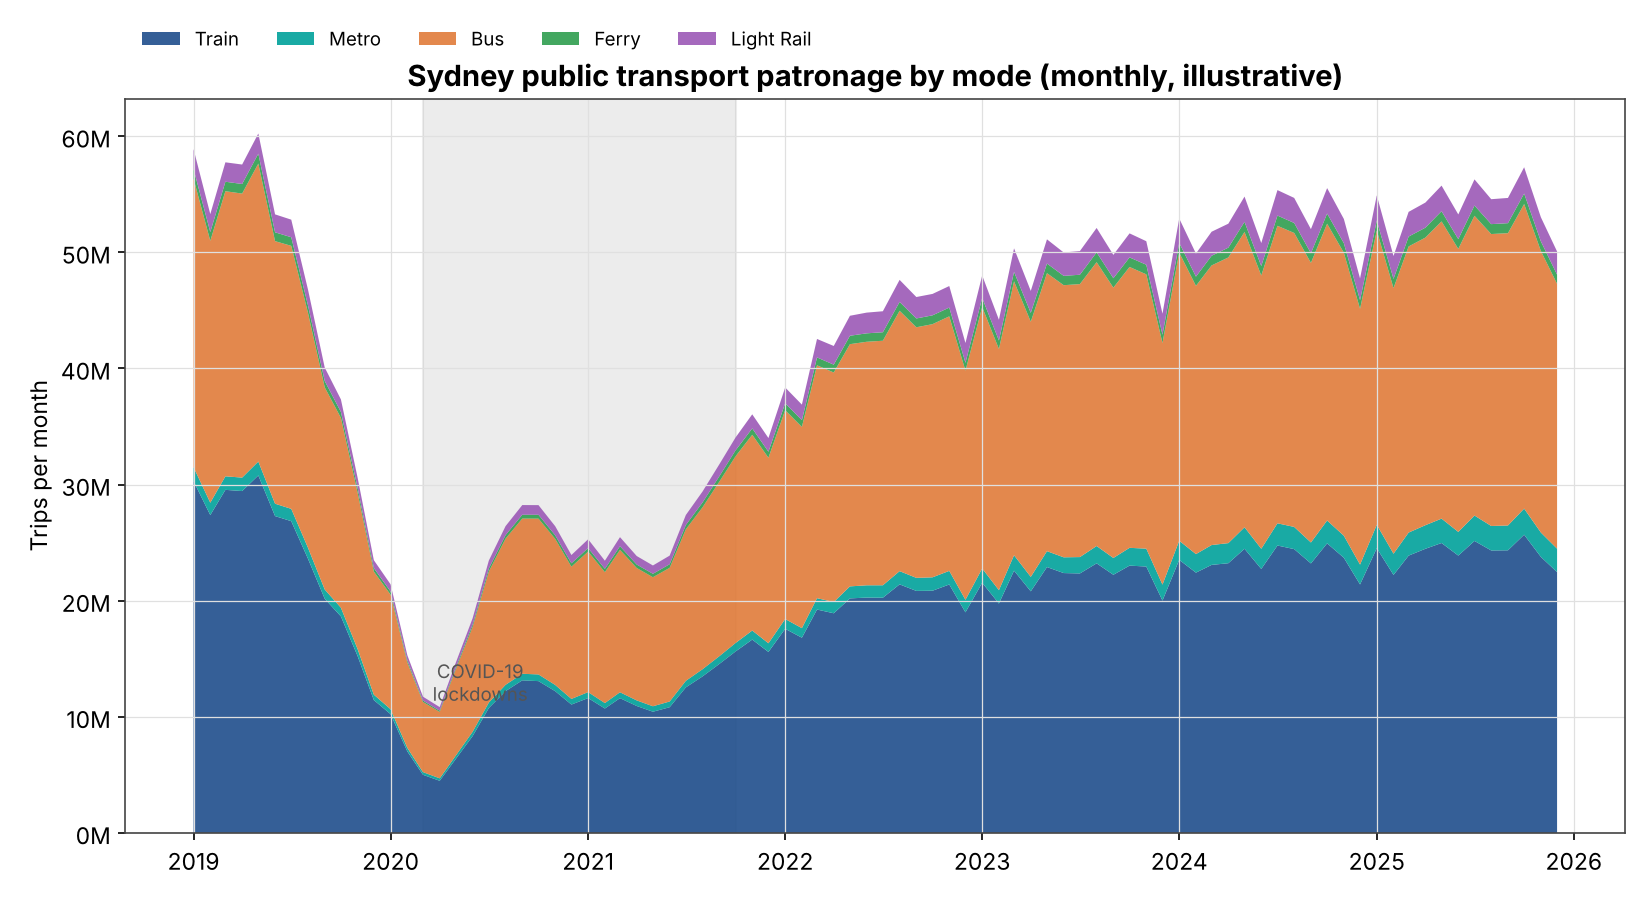 Train Metro Bus Ferry Light Rail
Sydney public transport patronage by mode (monthly, illustrative)
Trips per month
60M
50M
40M
30M
20M
10M
0M
COVID-19
lockdowns
2019 2020 2021 2022 2023 2024 2025 2026